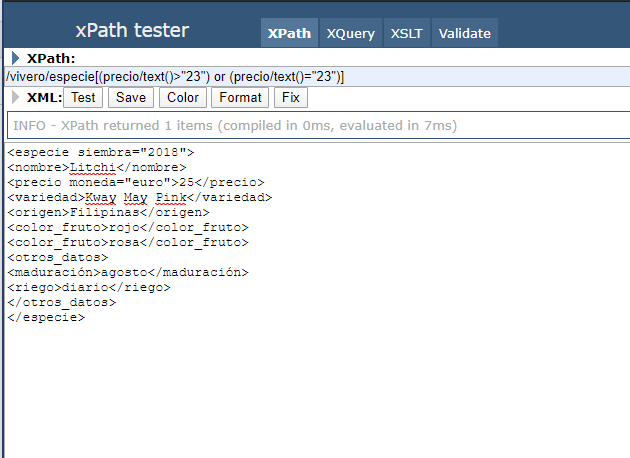 xPath tester
XPath XQuery XSLT Validate
XPath:
/vivero/especie[(precio/text()>"23") or (precio/text()="23")]
XML: Test Save Color Format Fix
INFO - XPath returned 1 items (compiled in 0ms, evaluated in 7ms)
<especie siembra="2018">
<nombre>Litchi</nombre>
<precio moneda="euro">25</precio>
<variedad>Kway May Pink</variedad>
<origen>Filipinas</origen>
<color_fruto>rojo</color_fruto>
<color_fruto>rosa</color_fruto>
<otros_datos>
<maduración>agosto</maduración>
<riego>diario</riego>
</otros_datos>
</especie>